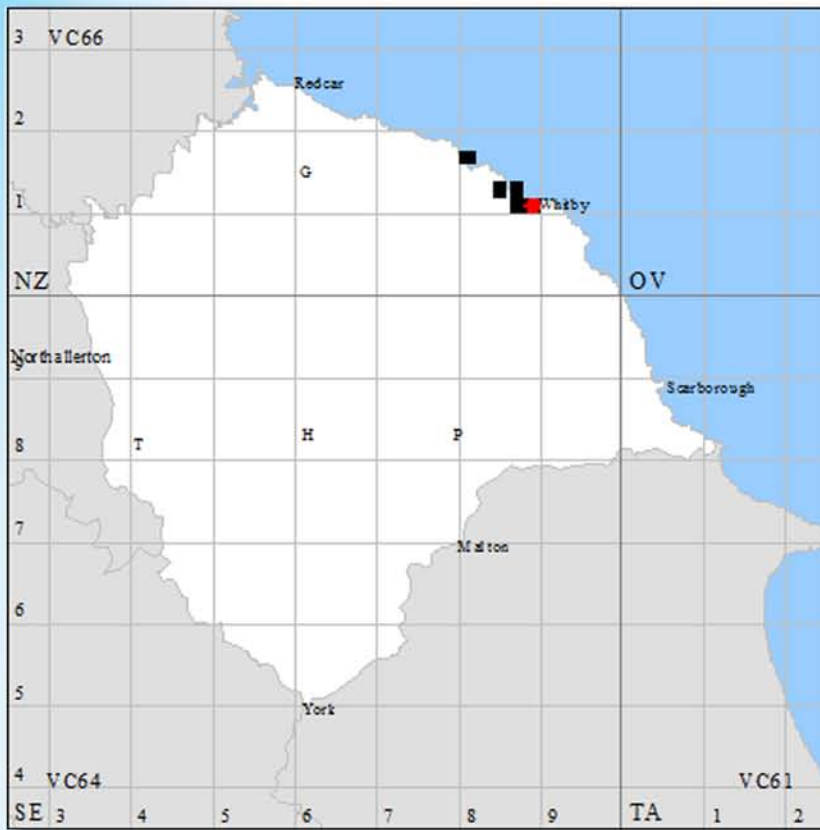 3 VC66
Redcar
2
G
1
Whitby
NZ
OV
Northallerton
9
Scarborough
8
T
H
P
7
Malton
6
5
York
4
VC64
VC61
SE 3 4 5 6 7 8 9 TA 1 2